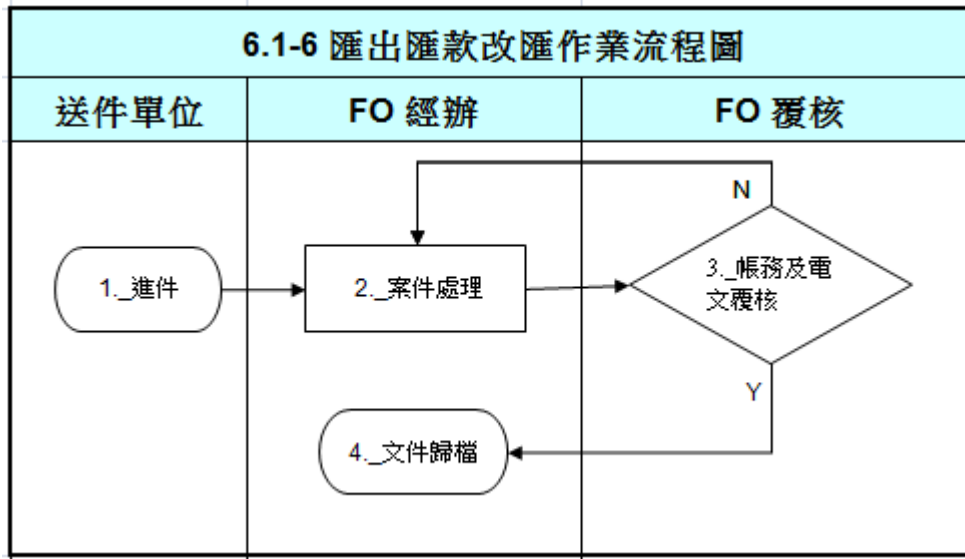 6.1-6 匯出匯款改匯作業流程圖
送件單位
FO 經辦
FO 覆核
N
1._進件
2._案件處理
3._帳務及電
文覆核
Y
4._文件歸檔